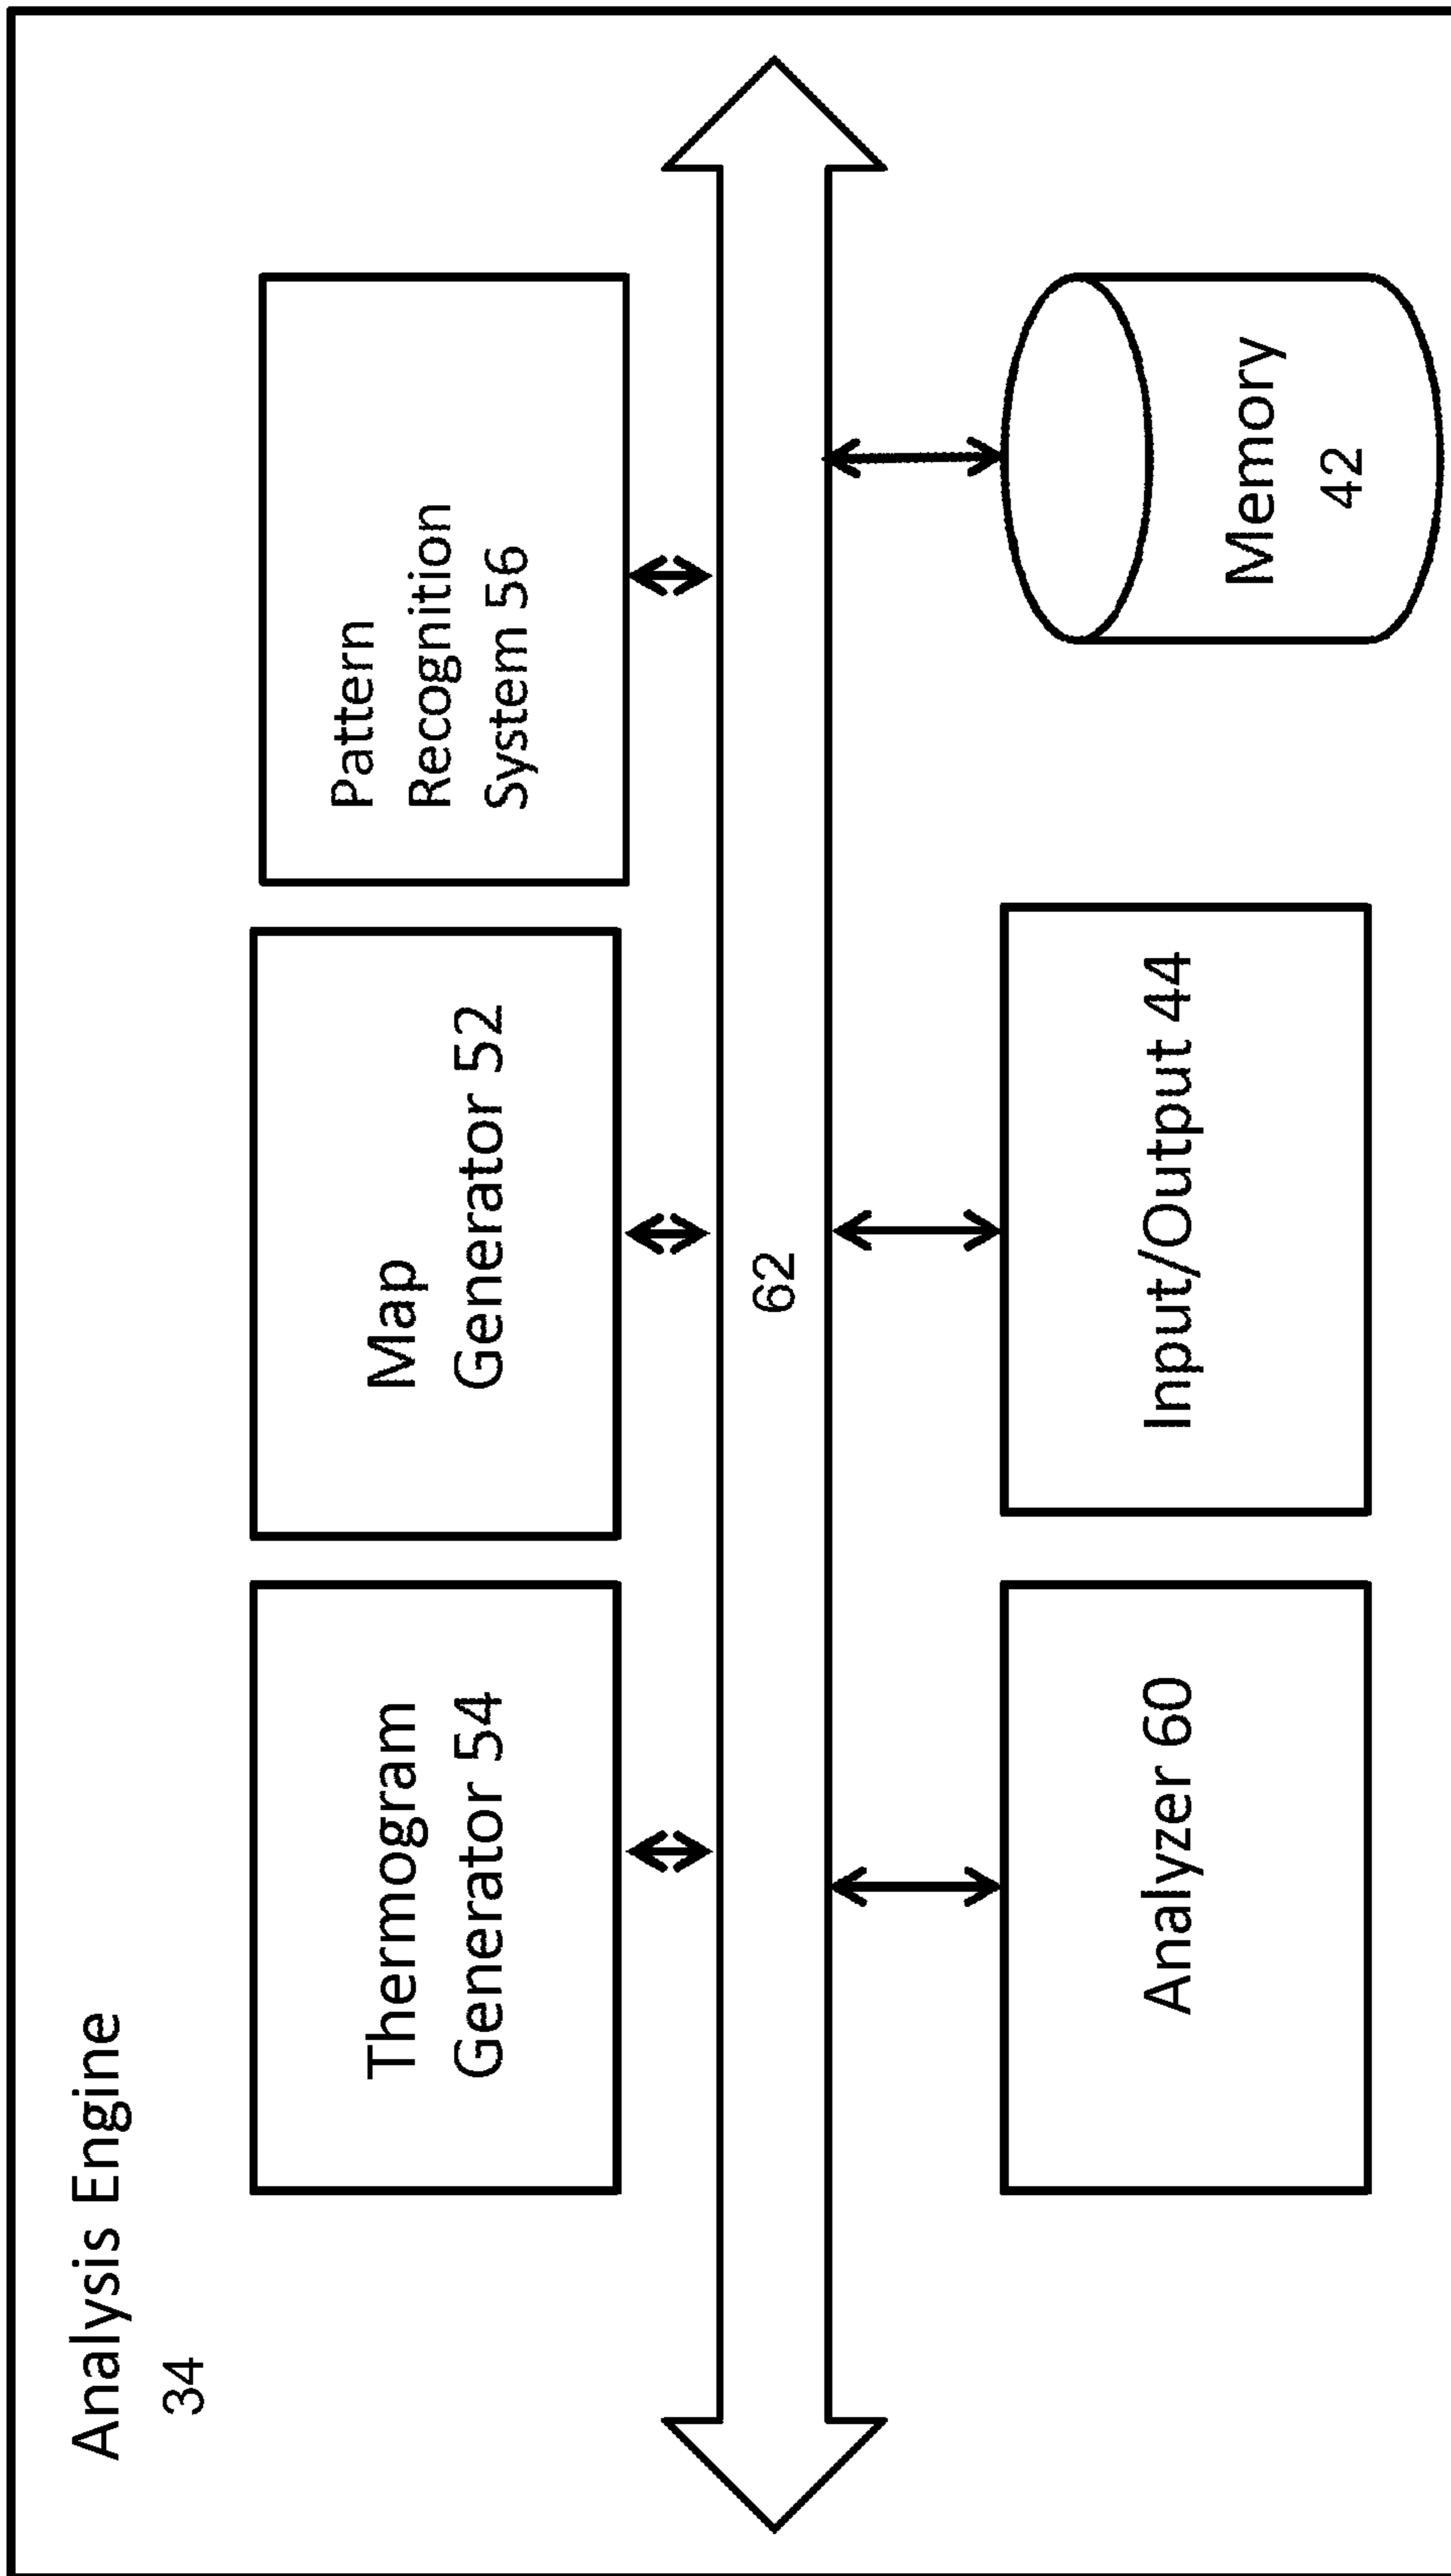 Analysis Engine
34
Thermogram
Generator 54
Map
Generator 52
Pattern
Recognition
System 56
62
Analyzer 60
Input/Output 44
Memory
42